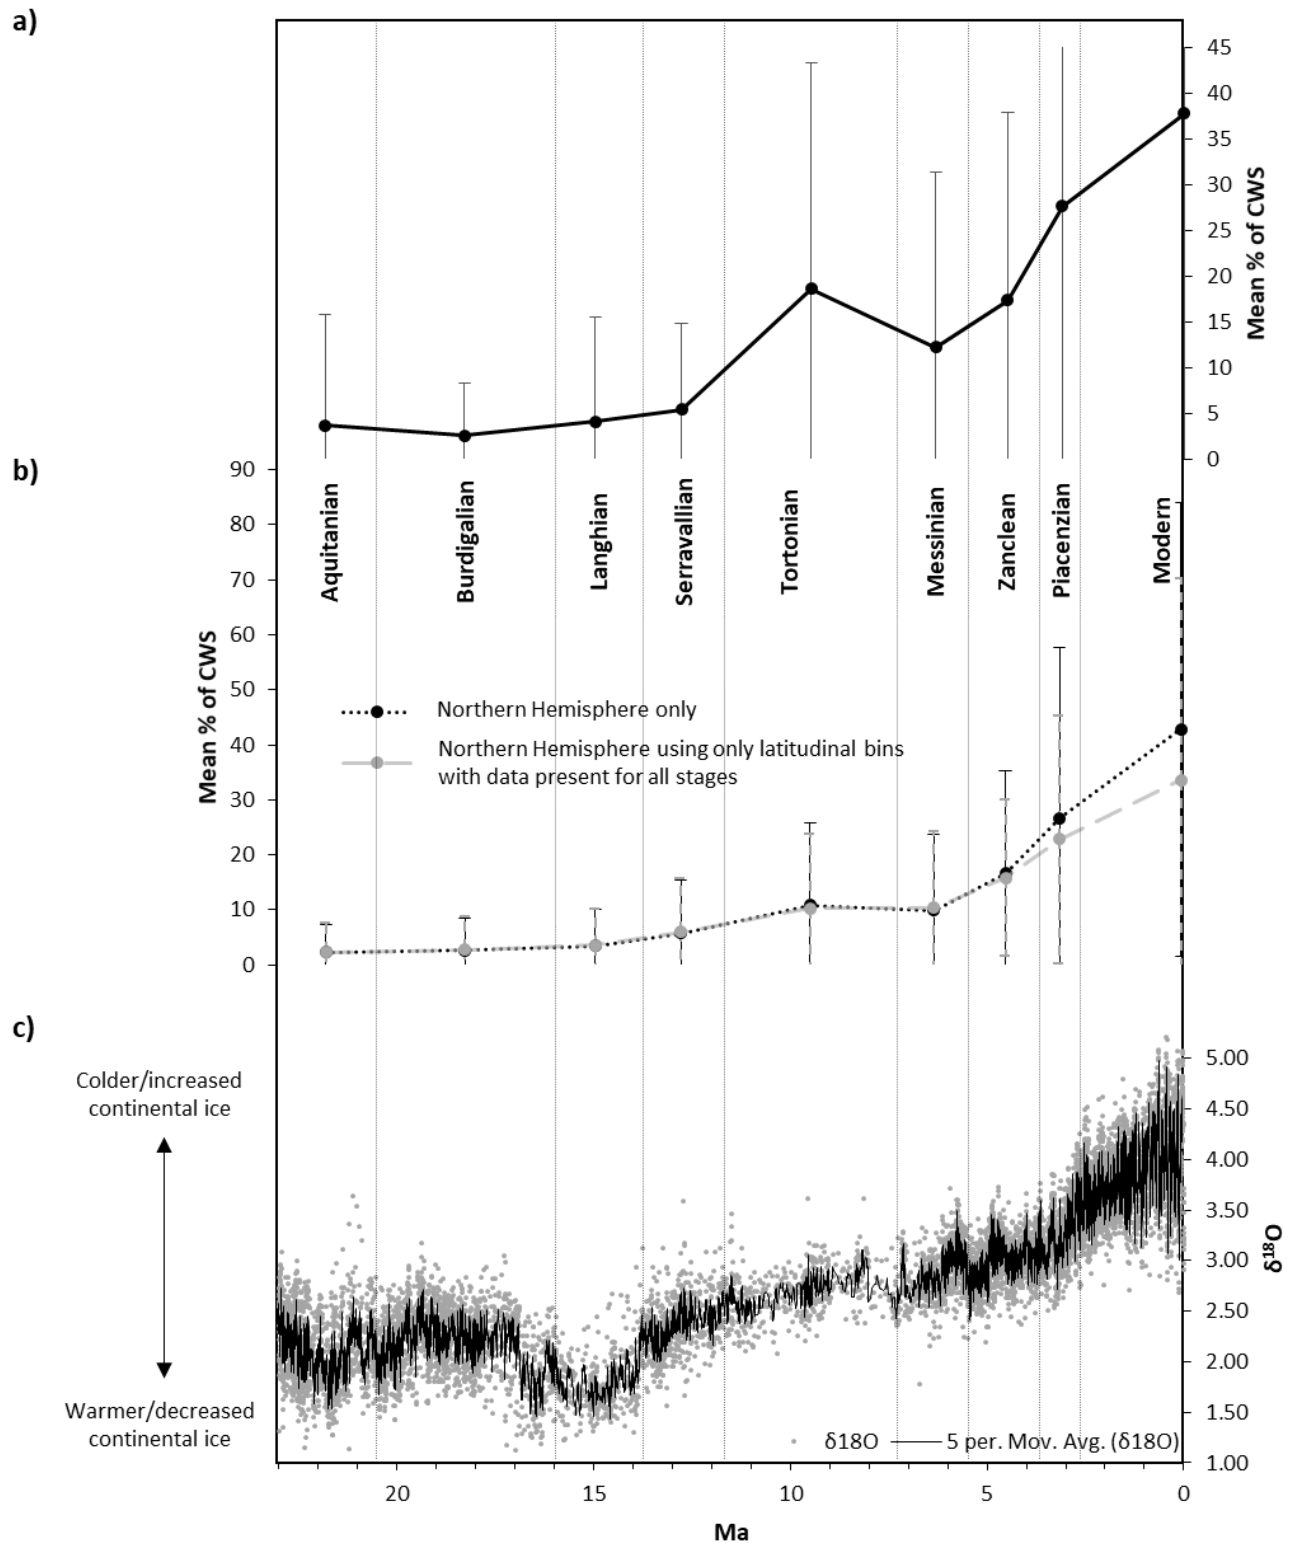 a)
45
40
35
30
25
20
15
10
5
0
Mean % of CWS
b)
90
80
70
60
50
40
30
20
10
0
Mean % of CWS
Aquitanian
Burdigalian
Langhian
Serravallian
Tortonian
Messinian
Zanclean
Piacenzian
Modern
Northern Hemisphere only
Northern Hemisphere using only latitudinal bins
with data present for all stages
c)
Colder/increased
continental ice
Warmer/decreased
continental ice
5.00
4.50
4.00
3.50
3.00
2.50
2.00
1.50
1.00
δ¹⁸O
δ18O
5 per. Mov. Avg. (δ18O)
20
15
10
5
0
Ma